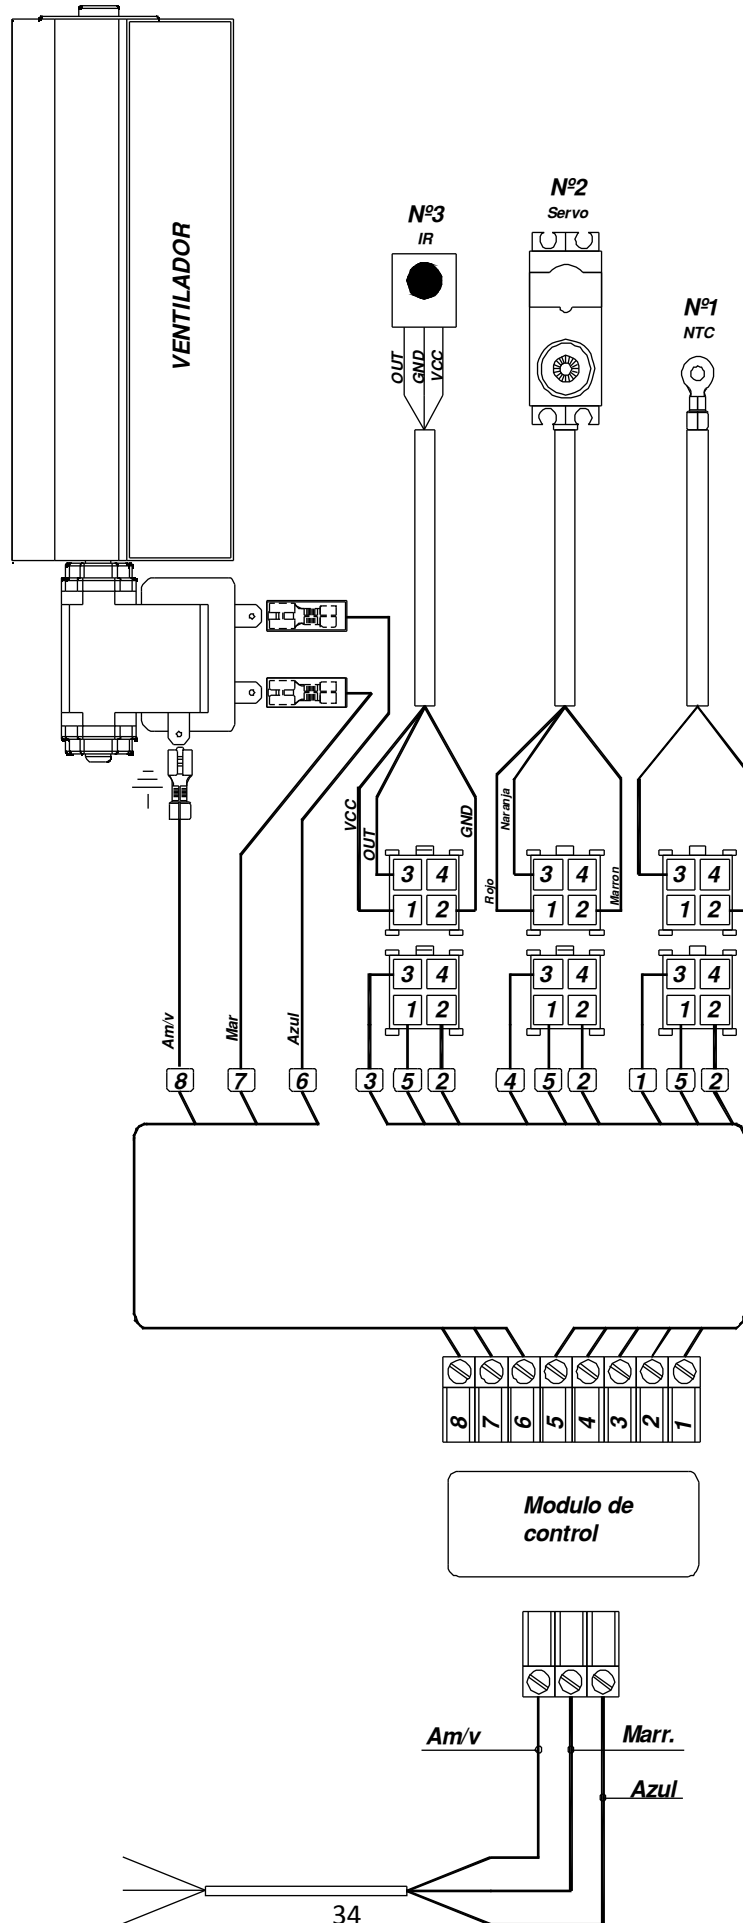 VENTILADOR
Nº3
IR
OUT
GND
VCC
Nº2
Servo
Nº1
NTC
VCC
OUT
GND
Rojo
Naranja
Marron
3 4
1 2
3 4
1 2
3 4
1 2
3 4
1 2
3 4
1 2
3 4
1 2
Am/v
Mar
Azul
8 7 6 3 5 2 4 5 2 1 5 2
8 7 6 5 4 3 2 1
Modulo de
control
Am/v
Marr.
Azul
34